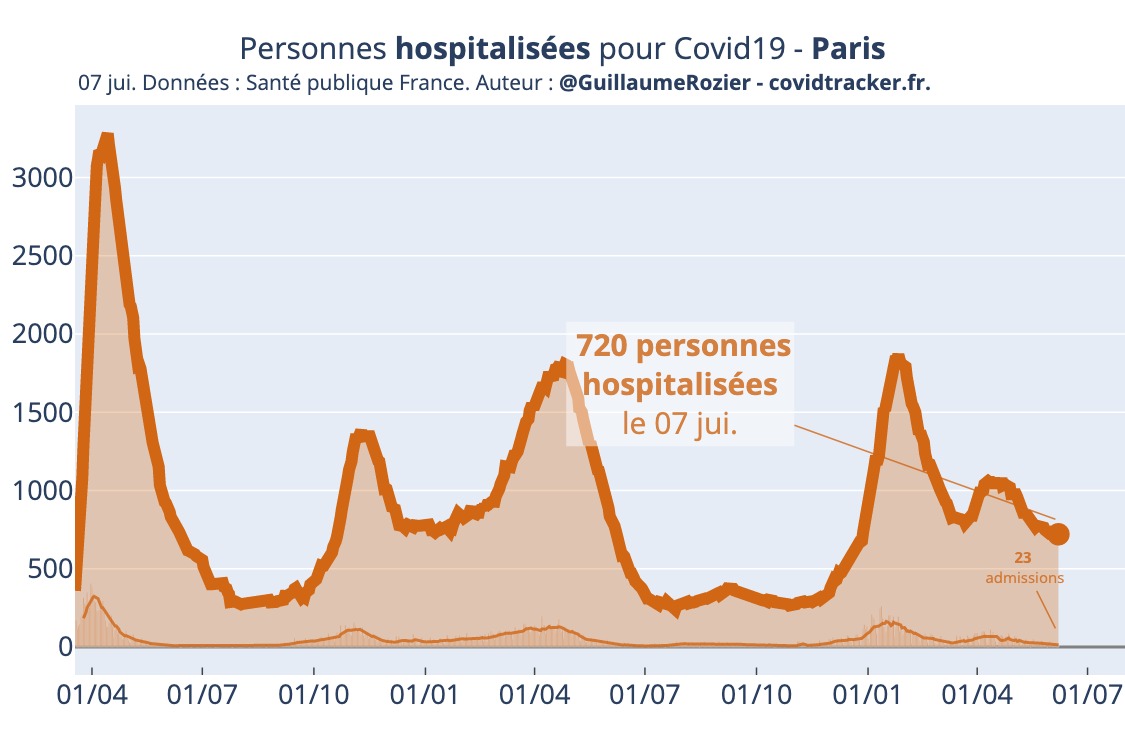 Personnes hospitalisées pour Covid19 - Paris
07 jui. Données : Santé publique France. Auteur : @GuillaumeRozier - covidtracker.fr.
3000
2500
2000
1500
1000
500
0
720 personnes
hospitalisées
le 07 jui.
23
admissions
01/04 01/07 01/10 01/01 01/04 01/07 01/10 01/01 01/04 01/07